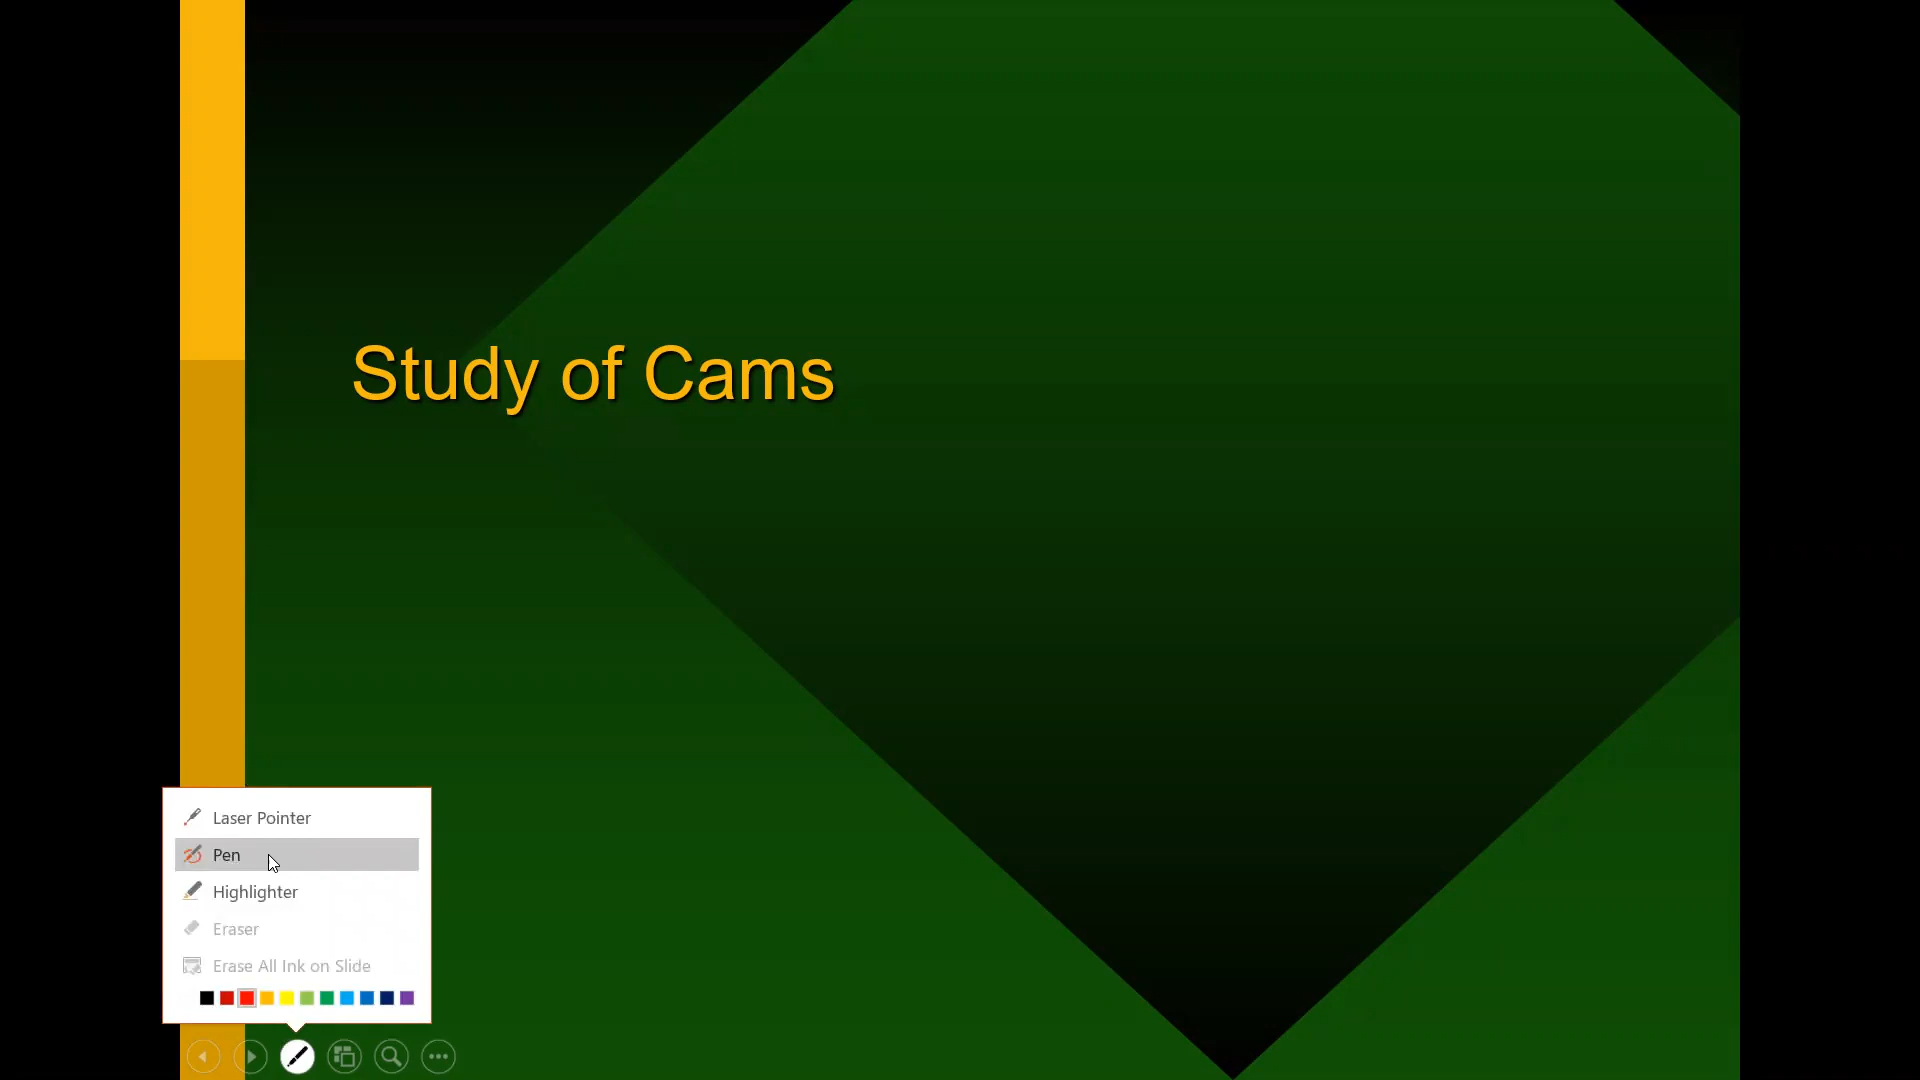 Study of Cams
Laser Pointer
Pen
Highlighter
Eraser
Erase All Ink on Slide